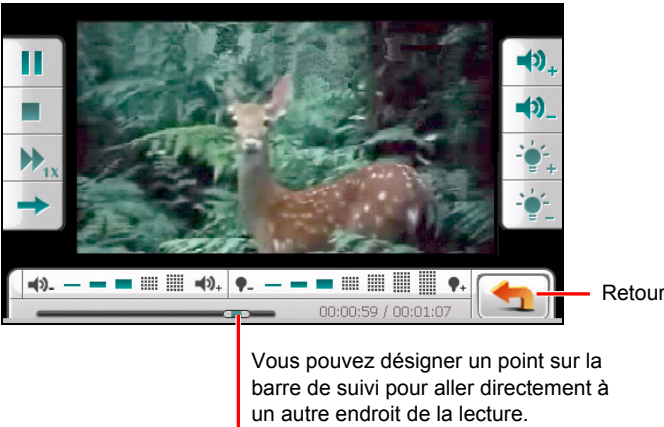 1X
+
-
+
-
- + - +
00:00:59 / 00:01:07
Retour
Vous pouvez désigner un point sur la
barre de suivi pour aller directement à
un autre endroit de la lecture.